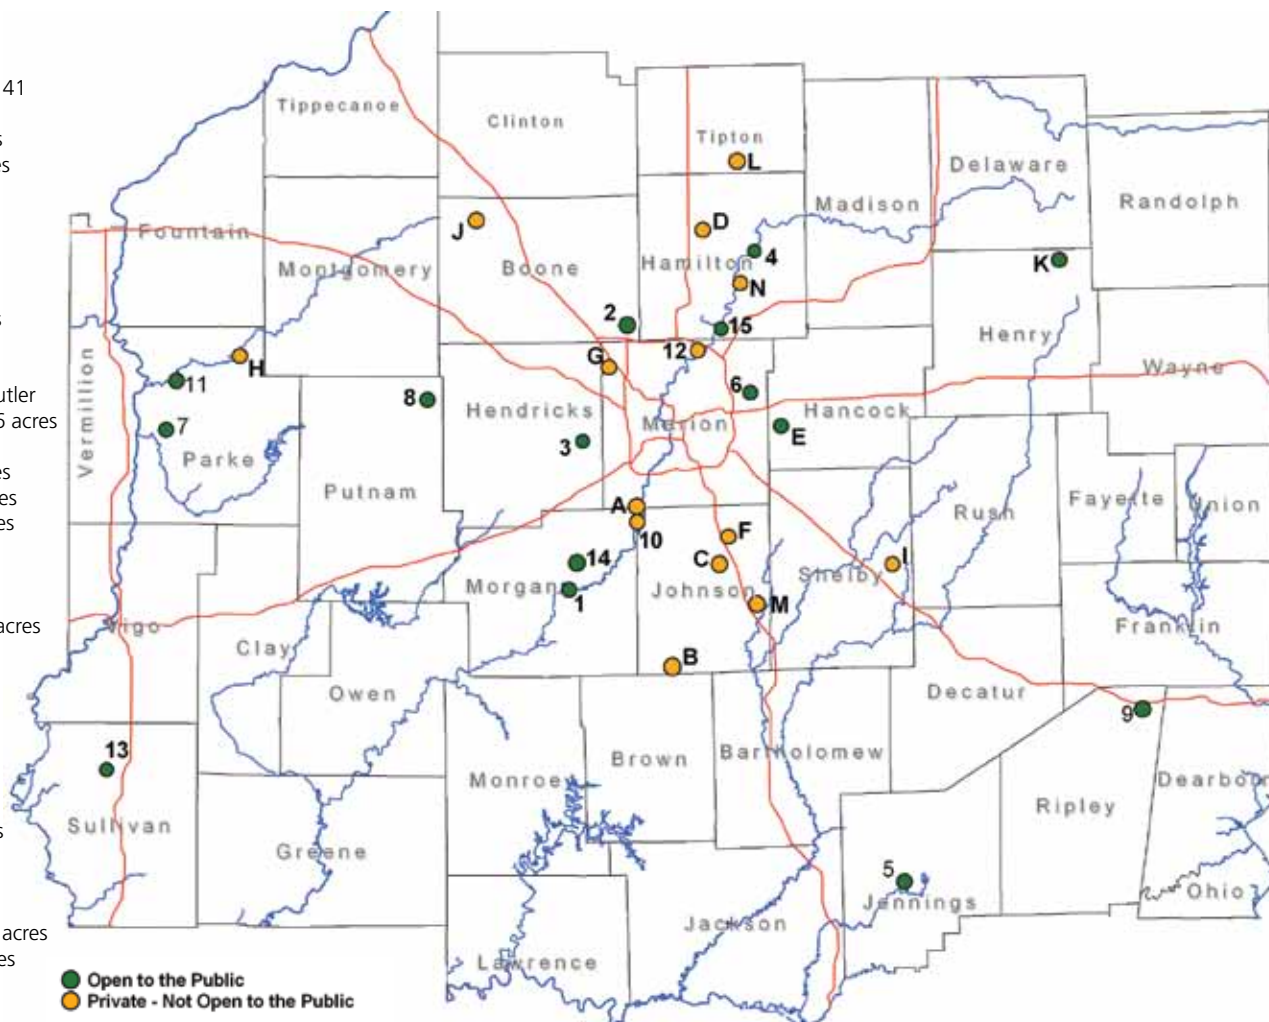 41
s
es
s
utler
5 acres
es
es
es
acres
s
acres
es
Tippecanoe
Clinton
Tipton
L
Delaware
Madison
Randolph
J
D
Fountain
Montgomery
Boone
Hamilton
4
N
K
2
15
12
Henry
G
H
Vermillion
11
6
Wayne
8
Hendricks
Marion
Hancock
E
7
3
Parke
Putnam
A
10
F
Rush
Fayette
Union
14
C
I
Morgan
1
Johnson
Shelby
M
Vigo
Franklin
Clay
B
Owen
Decatur
9
13
Brown
Bartholomew
Monroe
Dearborn
Ripley
Sullivan
Greene
5
Jennings
Ohio
Jackson
Lawrence
Open to the Public
Private - Not Open to the Public